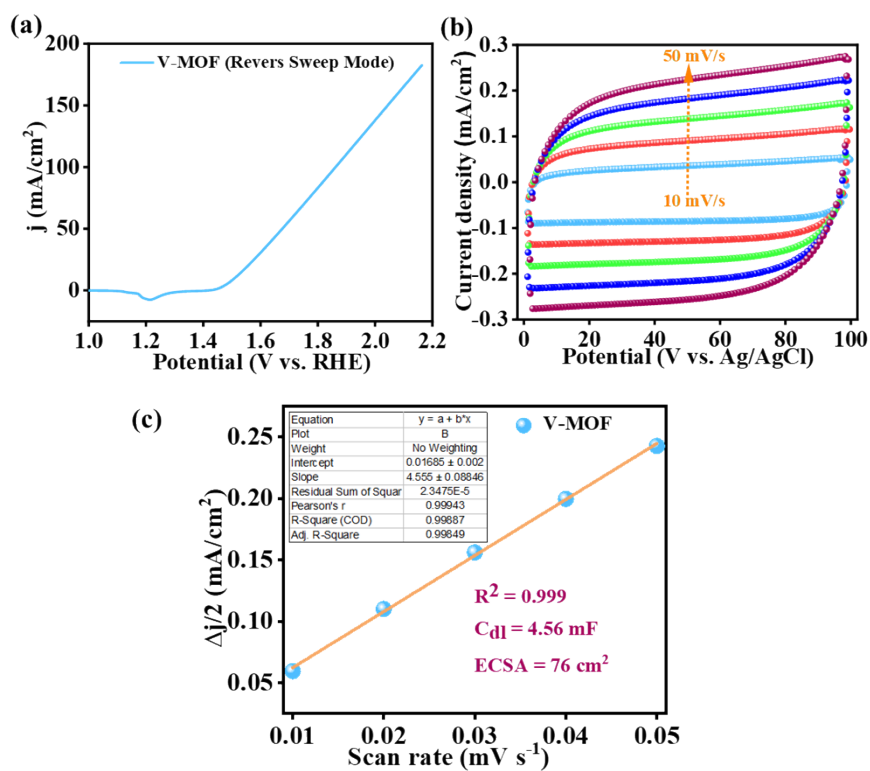 (a)
200
150
100
50
0
j (mA/cm²)
V-MOF (Revers Sweep Mode)
1.0 1.2 1.4 1.6 1.8 2.0 2.2
Potential (V vs. RHE)
(b)
0.3
0.2
0.1
0.0
-0.1
-0.2
-0.3
Current density (mA/cm²)
50 mV/s
10 mV/s
0 20 40 60 80 100
Potential (V vs. Ag/AgCl)
(c)
0.25
0.20
0.15
0.10
0.05
Δj/2 (mA/cm²)
Equation y = a + b*x
Plot B
Weight No Weighting
Intercept 0.01685 ± 0.002
Slope 4.555 ± 0.08846
Residual Sum of Squar 2.3475E-5
Pearson's r 0.99943
R-Square (COD) 0.99887
Adj. R-Square 0.99849
V-MOF
R² = 0.999
Cdl = 4.56 mF
ECSA = 76 cm²
0.01 0.02 0.03 0.04 0.05
Scan rate (mV s⁻¹)